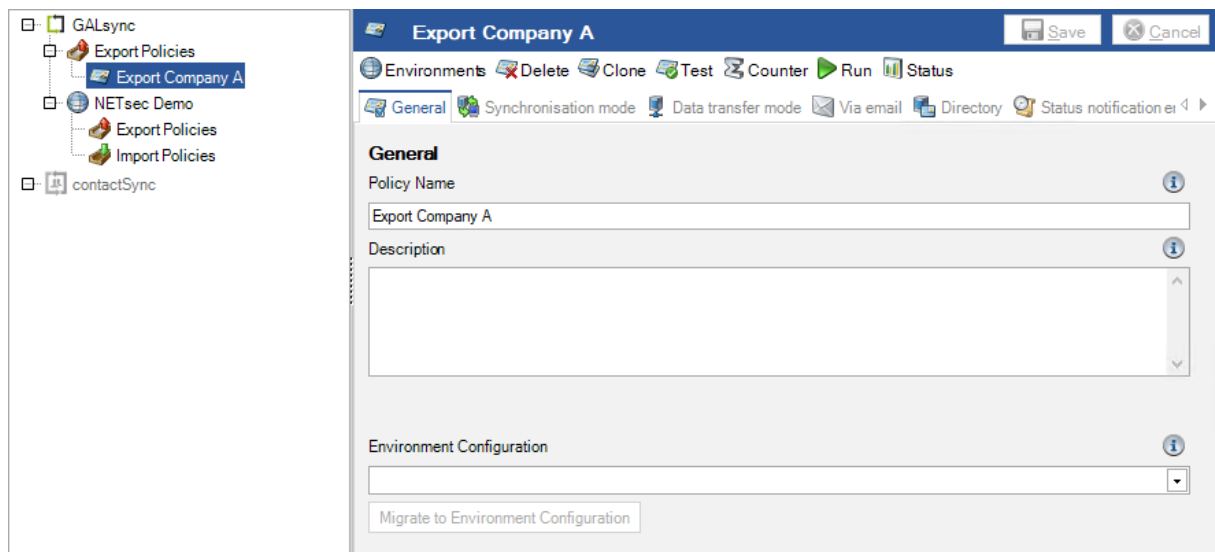 GALsync
Export Policies
Export Company A
NETsec Demo
Export Policies
Import Policies
contactSync
Export Company A
Save
Cancel
Environments Delete Clone Test Counter Run Status
General Synchronisation mode Data transfer mode Via email Directory Status notification er
General
Policy Name
Export Company A
Description
Environment Configuration
Migrate to Environment Configuration